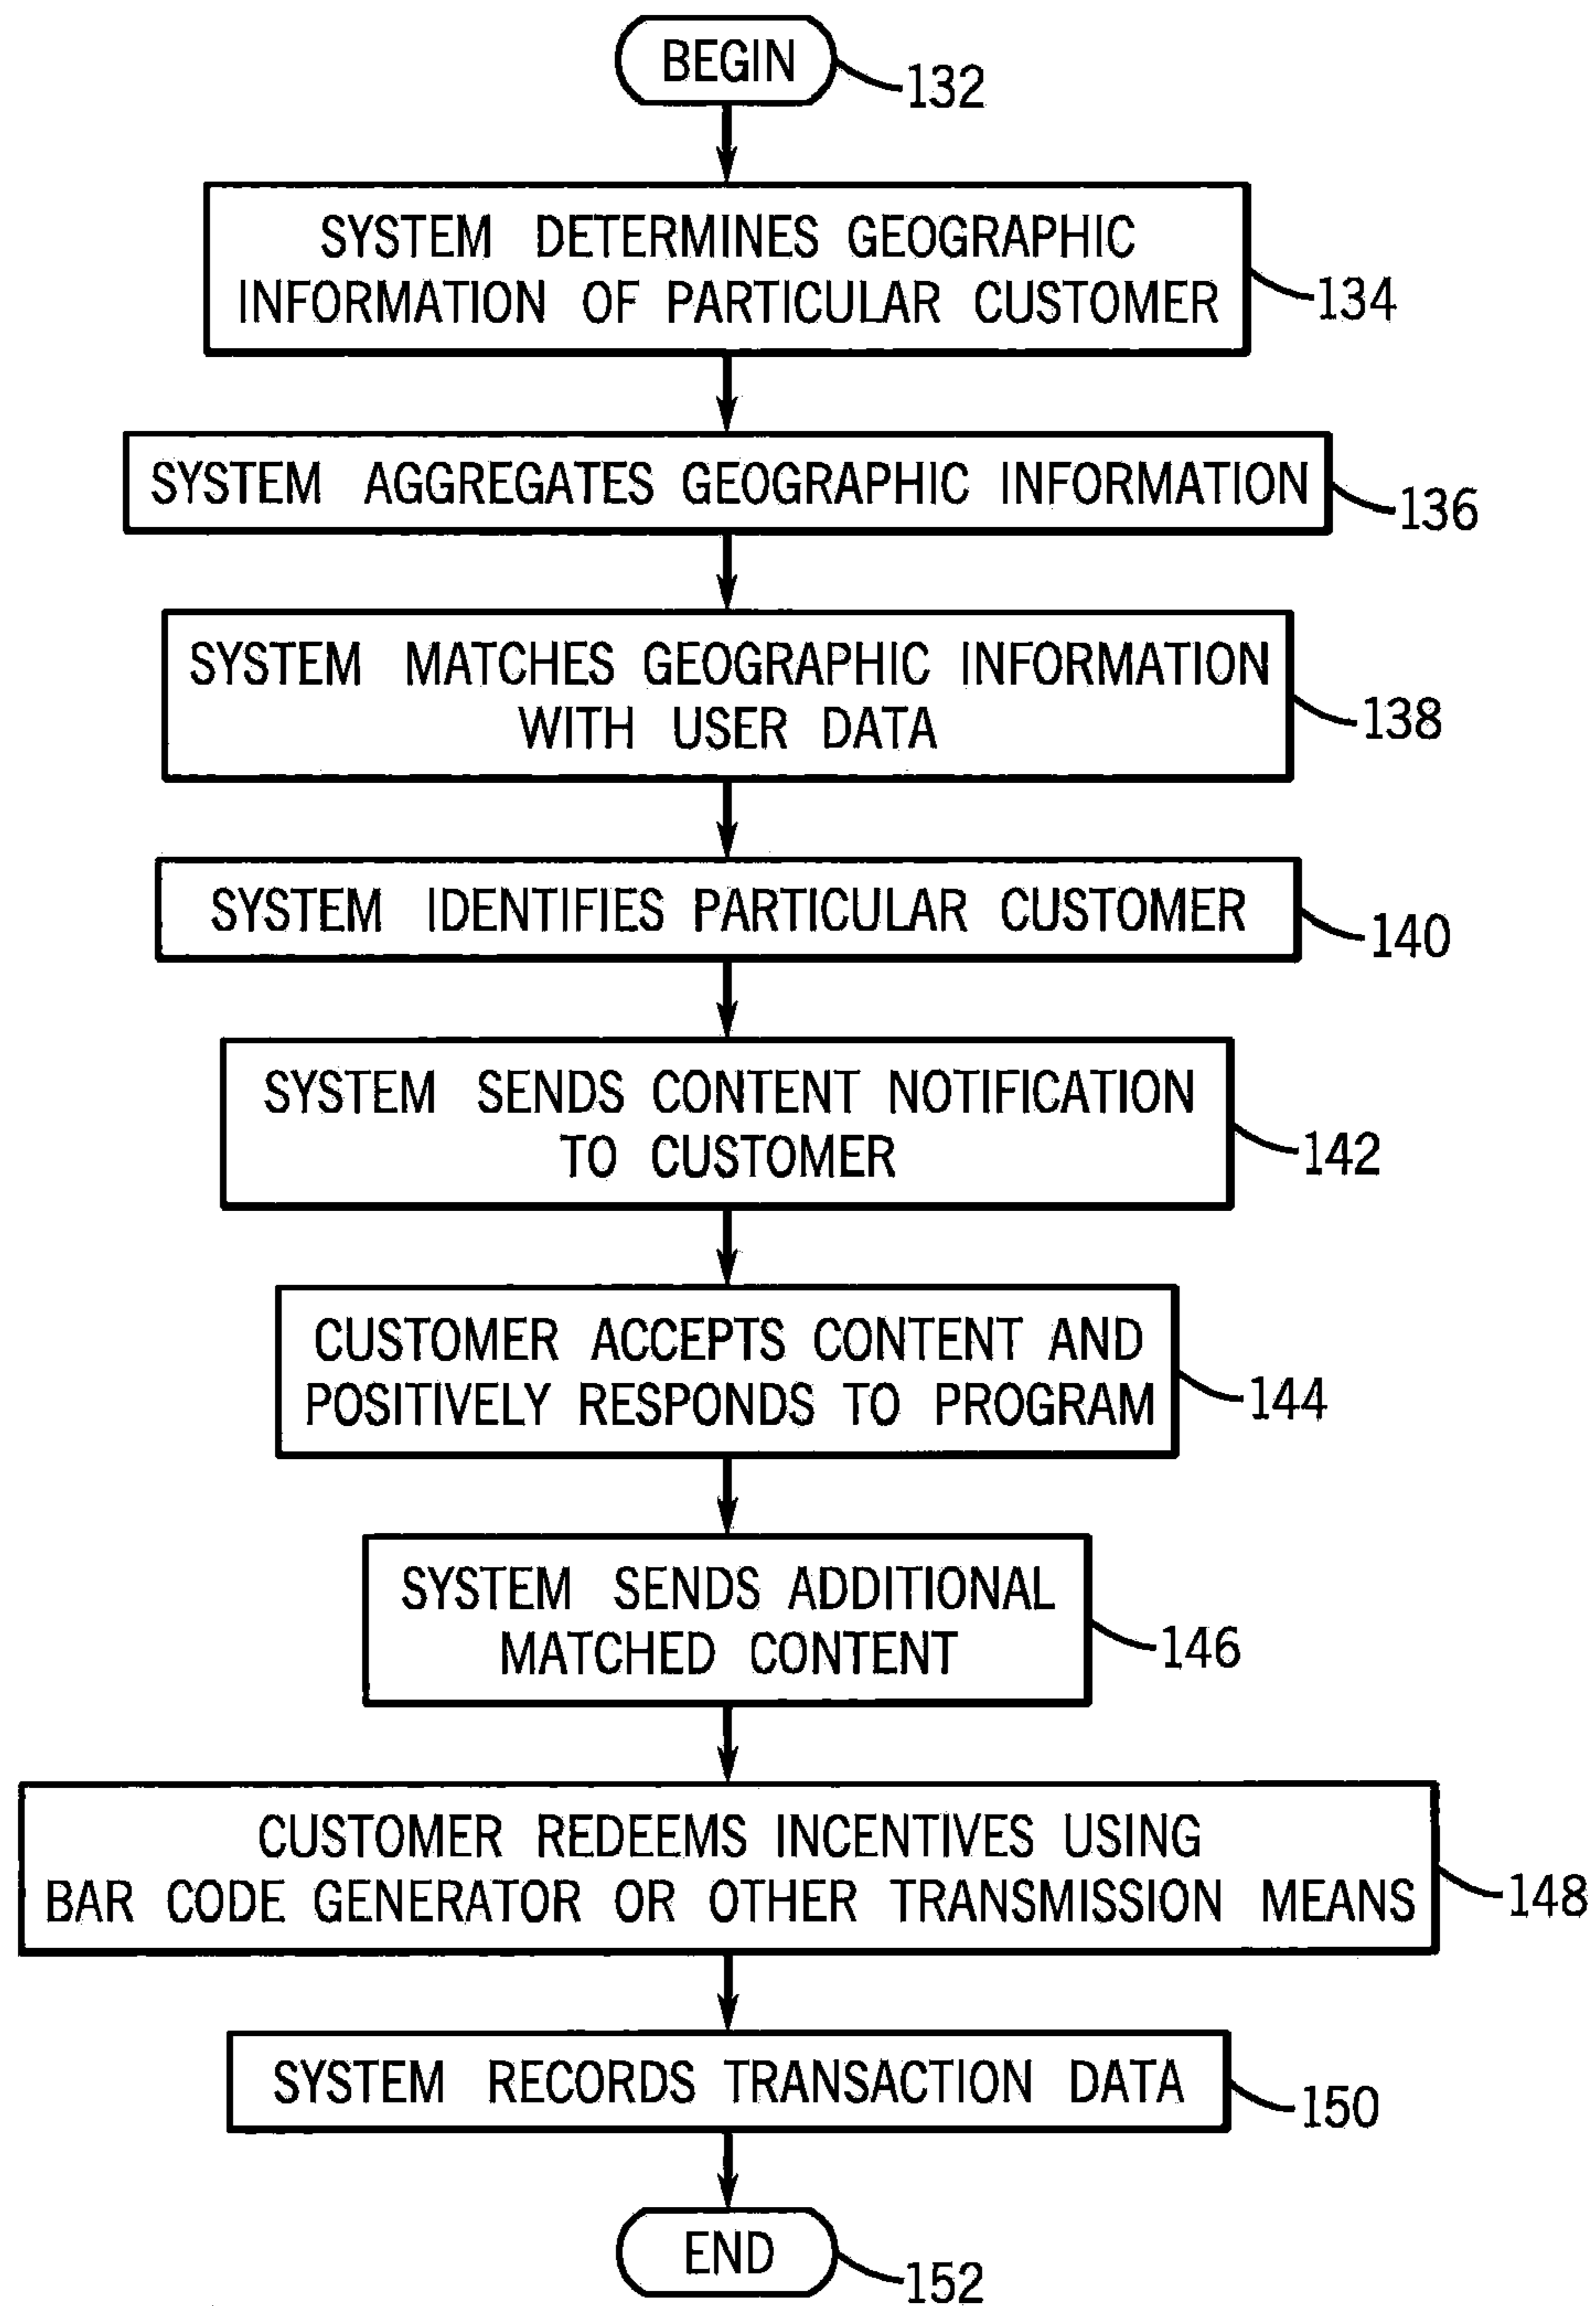 BEGIN
132
SYSTEM DETERMINES GEOGRAPHIC
INFORMATION OF PARTICULAR CUSTOMER
134
SYSTEM AGGREGATES GEOGRAPHIC INFORMATION
136
SYSTEM MATCHES GEOGRAPHIC INFORMATION
WITH USER DATA
138
SYSTEM IDENTIFIES PARTICULAR CUSTOMER
140
SYSTEM SENDS CONTENT NOTIFICATION
TO CUSTOMER
142
CUSTOMER ACCEPTS CONTENT AND
POSITIVELY RESPONDS TO PROGRAM
144
SYSTEM SENDS ADDITIONAL
MATCHED CONTENT
146
CUSTOMER REDEEMS INCENTIVES USING
BAR CODE GENERATOR OR OTHER TRANSMISSION MEANS
148
SYSTEM RECORDS TRANSACTION DATA
150
END
152